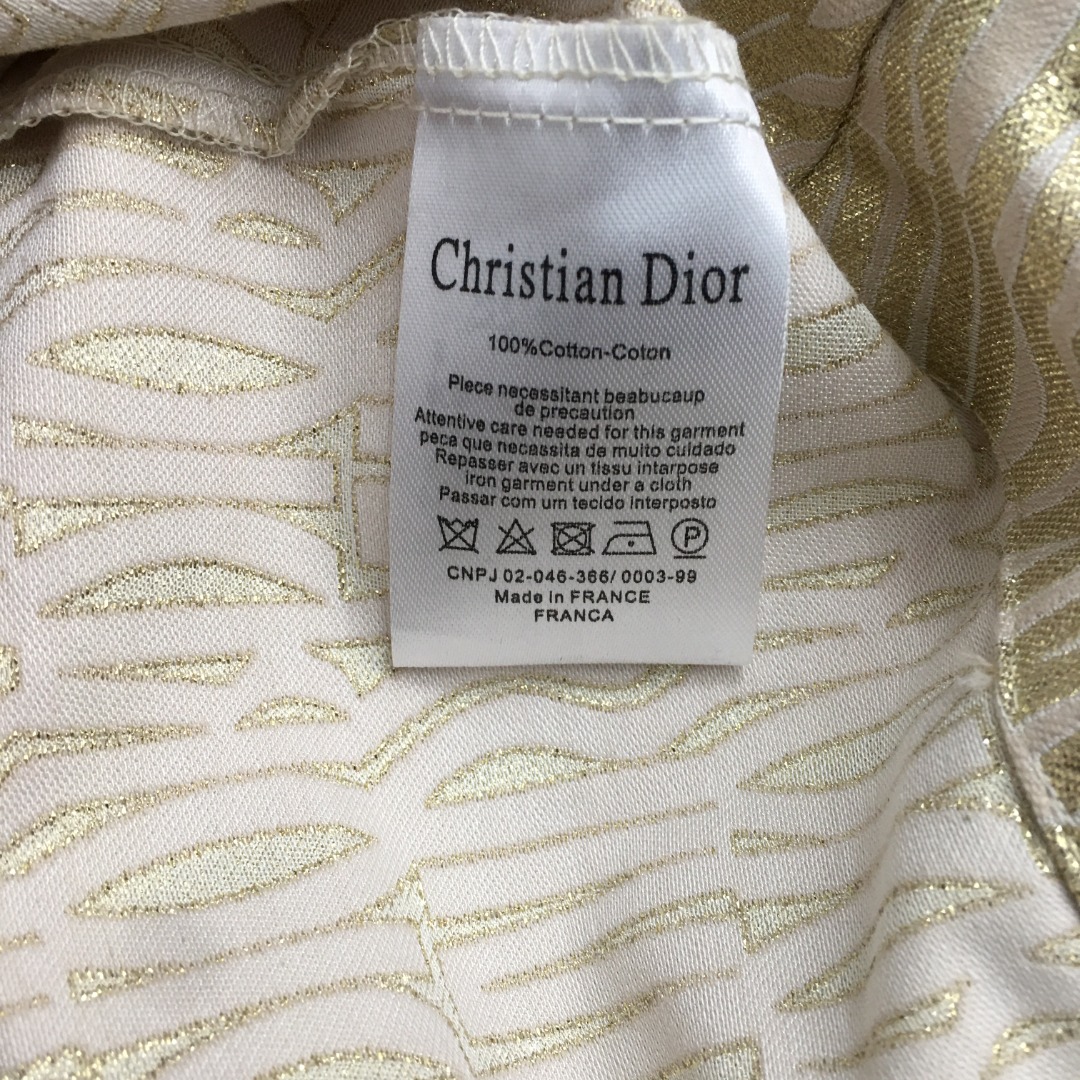 Christian Dior
100%Cotton-Coton
Piece necessitant beabucaup
de precaution
Attentive care needed for this garment
peca que necassita de muito cuidado
Repasser avec un tissu intarpose
iron garment under a cloth
Passar com um tecido interposto
P
CNPJ 02-046-366/ 0003-99
Made in FRANCE
FRANCA